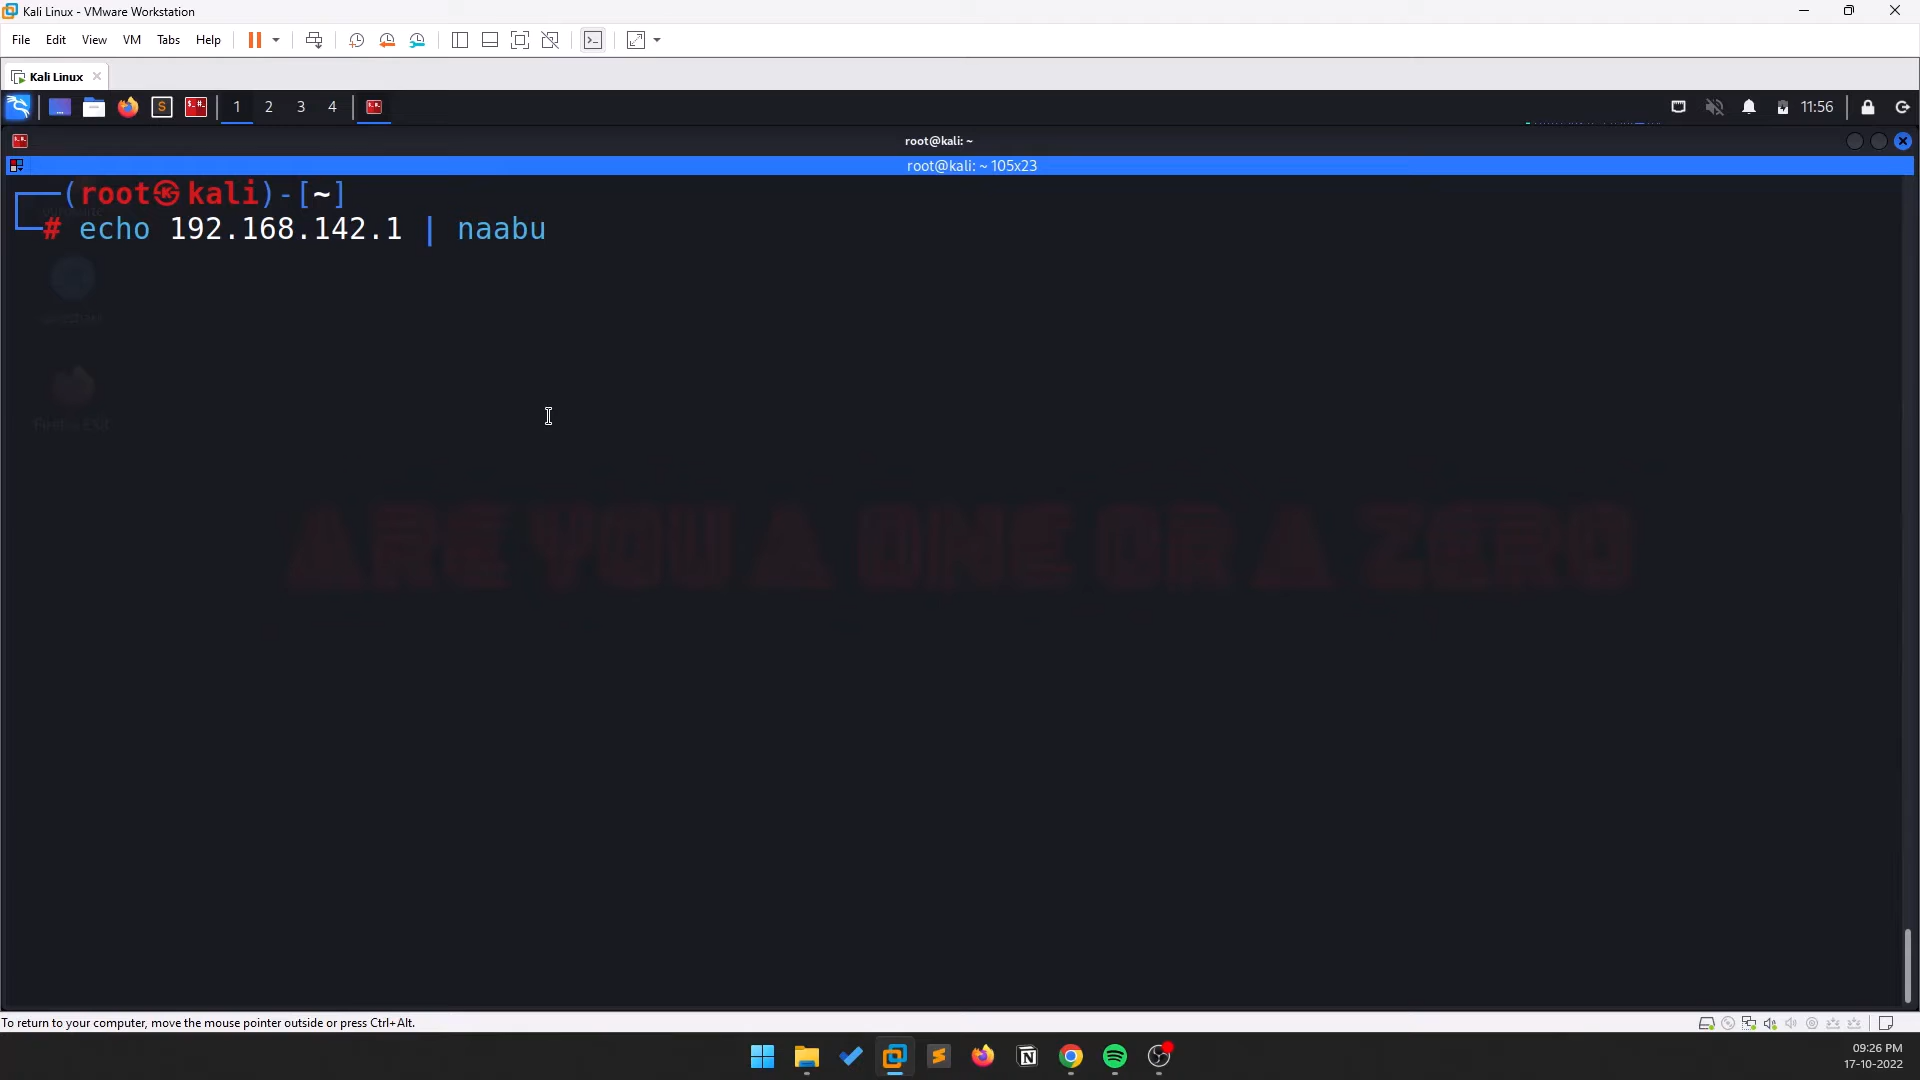 Kali Linux - VMware Workstation
File Edit View VM Tabs Help
Kali Linux
1 2 3 4
11:56
root@kali: ~
root@kali: ~ 105x23
(root㉿kali)-[~]
# echo 192.168.142.1 | naabu
ARE YOU A ONE OR A ZERO
To return to your computer, move the mouse pointer outside or press Ctrl+Alt.
09:26 PM
17-10-2022